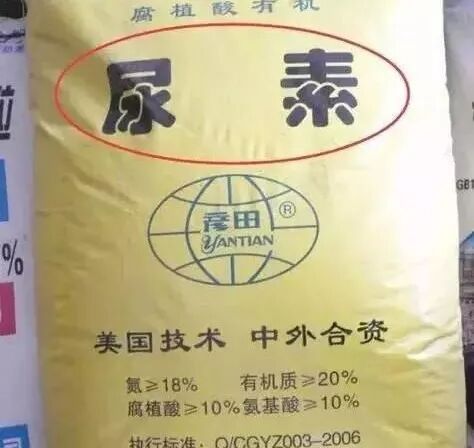 腐植酸有机
尿素
彦田®
YANTIAN
美国技术 中外合资
氮≥18% 有机质≥20%
腐植酸≥10% 氨基酸≥10%
执行标准：Q/CGYZ003-2006
粒
%
GB1